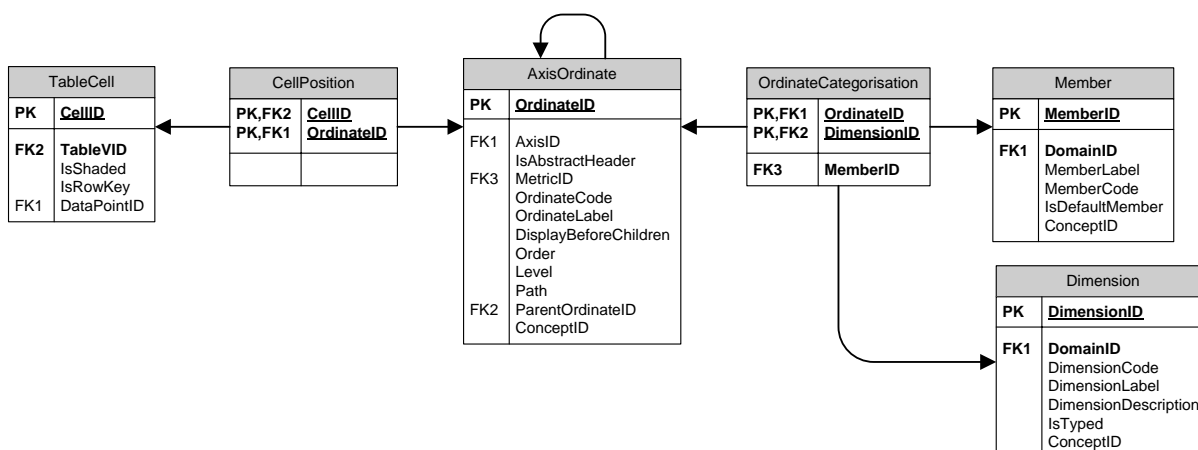 TableCell
PK CellID
FK2 TableVID
IsShaded
IsRowKey
FK1 DataPointID
CellPosition
PK,FK2 CellID
PK,FK1 OrdinateID
AxisOrdinate
PK OrdinateID
FK1 AxisID
IsAbstractHeader
FK3 MetricID
OrdinateCode
OrdinateLabel
DisplayBeforeChildren
Order
Level
Path
FK2 ParentOrdinateID
ConceptID
OrdinateCategorisation
PK,FK1 OrdinateID
PK,FK2 DimensionID
FK3 MemberID
Member
PK MemberID
FK1 DomainID
MemberLabel
MemberCode
IsDefaultMember
ConceptID
Dimension
PK DimensionID
FK1 DomainID
DimensionCode
DimensionLabel
DimensionDescription
IsTyped
ConceptID